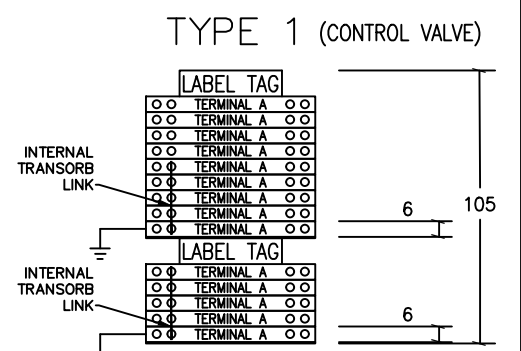 TYPE 1 (CONTROL VALVE)
LABEL TAG
TERMINAL A
TERMINAL A
TERMINAL A
TERMINAL A
TERMINAL A
TERMINAL A
TERMINAL A
TERMINAL A
TERMINAL A
INTERNAL
TRANSORB
LINK
6
105
LABEL TAG
TERMINAL A
TERMINAL A
TERMINAL A
TERMINAL A
TERMINAL A
INTERNAL
TRANSORB
LINK
6